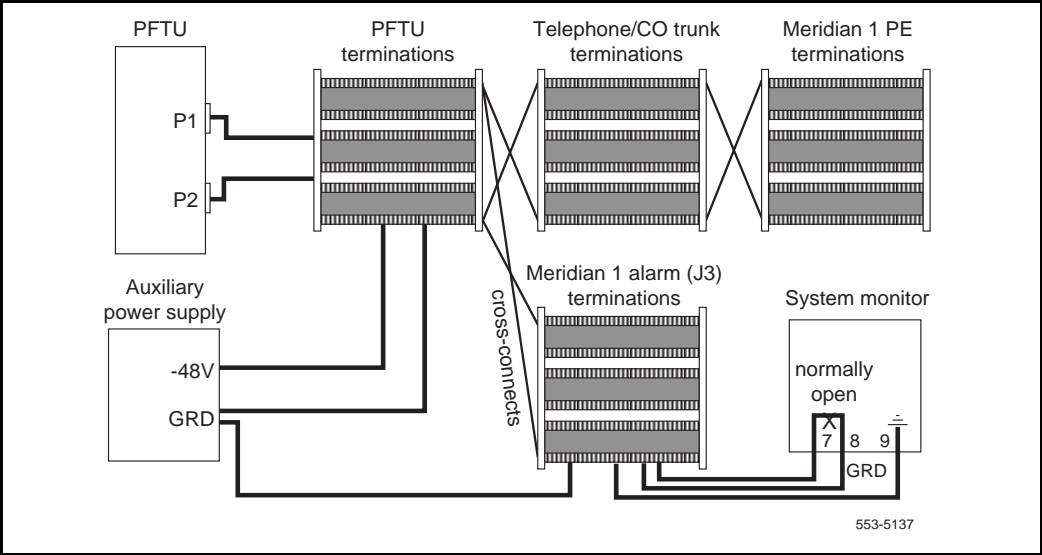 PFTU
PFTU
terminations
Telephone/CO trunk
terminations
Meridian 1 PE
terminations
P1
P2
Auxiliary
power supply
-48V
GRD
cross-connects
Meridian 1 alarm (J3)
terminations
System monitor
normally
open
X
7 8 9
GRD
553-5137